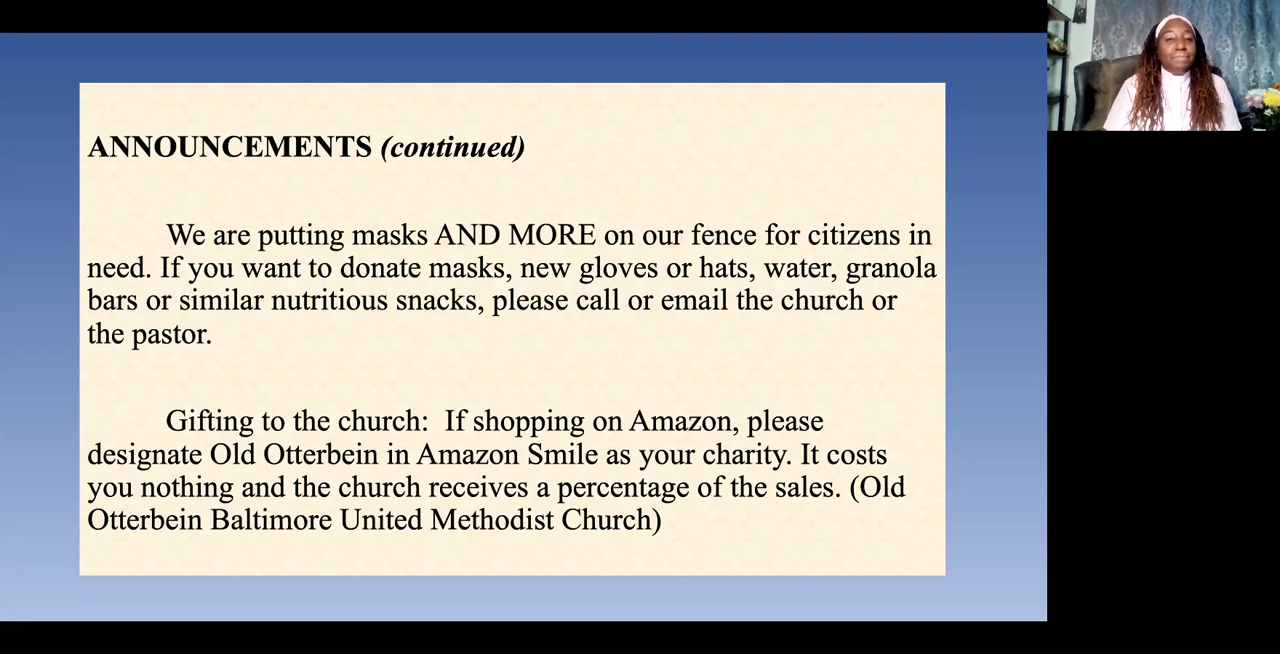 ANNOUNCEMENTS (continued)
We are putting masks AND MORE on our fence for citizens in
need. If you want to donate masks, new gloves or hats, water, granola
bars or similar nutritious snacks, please call or email the church or
the pastor.
Gifting to the church:  If shopping on Amazon, please
designate Old Otterbein in Amazon Smile as your charity. It costs
you nothing and the church receives a percentage of the sales. (Old
Otterbein Baltimore United Methodist Church)